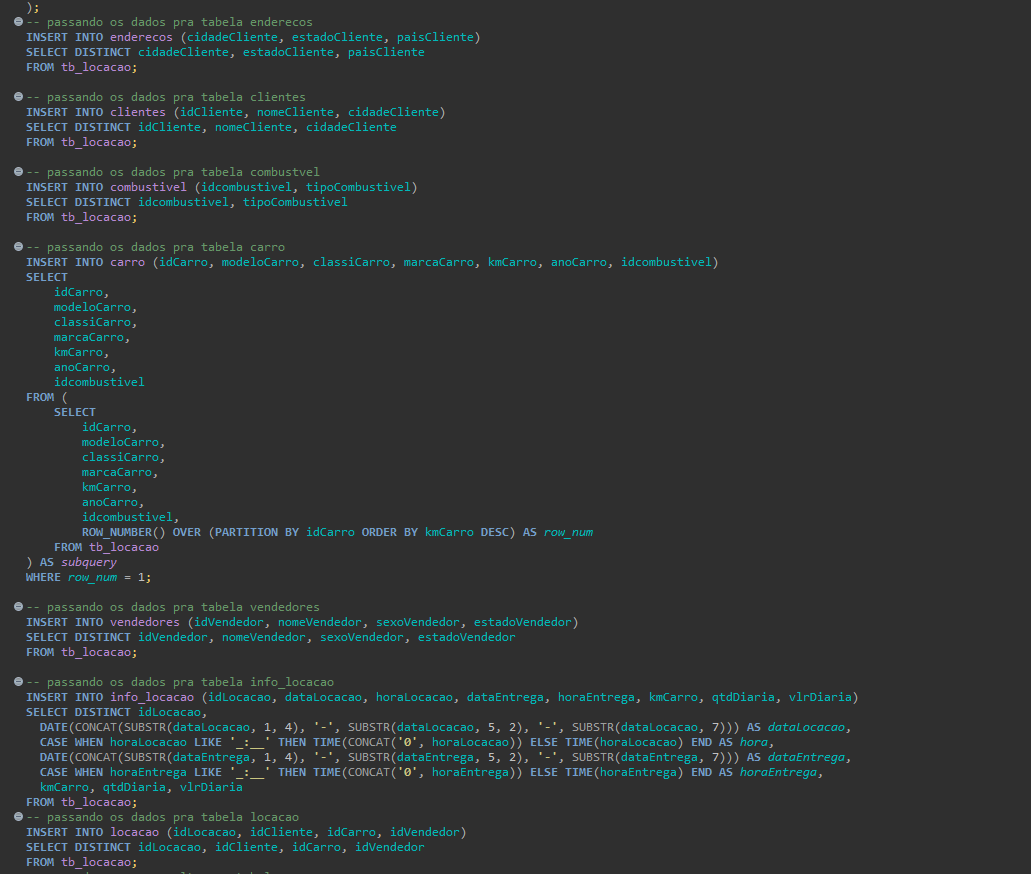 );
-- passando os dados pra tabela enderecos
INSERT INTO enderecos (cidadeCliente, estadoCliente, paisCliente)
SELECT DISTINCT cidadeCliente, estadoCliente, paisCliente
FROM tb_locacao;
-- passando os dados pra tabela clientes
INSERT INTO clientes (idCliente, nomeCliente, cidadeCliente)
SELECT DISTINCT idCliente, nomeCliente, cidadeCliente
FROM tb_locacao;
-- passando os dados pra tabela combustvel
INSERT INTO combustivel (idcombustivel, tipoCombustivel)
SELECT DISTINCT idcombustivel, tipoCombustivel
FROM tb_locacao;
-- passando os dados pra tabela carro
INSERT INTO carro (idCarro, modeloCarro, classiCarro, marcaCarro, kmCarro, anoCarro, idcombustivel)
SELECT
idCarro,
modeloCarro,
classiCarro,
marcaCarro,
kmCarro,
anoCarro,
idcombustivel
FROM (
SELECT
idCarro,
modeloCarro,
classiCarro,
marcaCarro,
kmCarro,
anoCarro,
idcombustivel,
ROW_NUMBER() OVER (PARTITION BY idCarro ORDER BY kmCarro DESC) AS row_num
FROM tb_locacao
) AS subquery
WHERE row_num = 1;
-- passando os dados pra tabela vendedores
INSERT INTO vendedores (idVendedor, nomeVendedor, sexoVendedor, estadoVendedor)
SELECT DISTINCT idVendedor, nomeVendedor, sexoVendedor, estadoVendedor
FROM tb_locacao;
-- passando os dados pra tabela info_locacao
INSERT INTO info_locacao (idLocacao, dataLocacao, horaLocacao, dataEntrega, horaEntrega, kmCarro, qtdDiaria, vlrDiaria)
SELECT DISTINCT idLocacao,
DATE(CONCAT(SUBSTR(dataLocacao, 1, 4), '-', SUBSTR(dataLocacao, 5, 2), '-', SUBSTR(dataLocacao, 7))) AS dataLocacao,
CASE WHEN horaLocacao LIKE '_:__' THEN TIME(CONCAT('0', horaLocacao)) ELSE TIME(horaLocacao) END AS hora,
DATE(CONCAT(SUBSTR(dataEntrega, 1, 4), '-', SUBSTR(dataEntrega, 5, 2), '-', SUBSTR(dataEntrega, 7))) AS dataEntrega,
CASE WHEN horaEntrega LIKE '_:__' THEN TIME(CONCAT('0', horaEntrega)) ELSE TIME(horaEntrega) END AS horaEntrega,
kmCarro, qtdDiaria, vlrDiaria
FROM tb_locacao;
-- passando os dados pra tabela locacao
INSERT INTO locacao (idLocacao, idCliente, idCarro, idVendedor)
SELECT DISTINCT idLocacao, idCliente, idCarro, idVendedor
FROM tb_locacao;